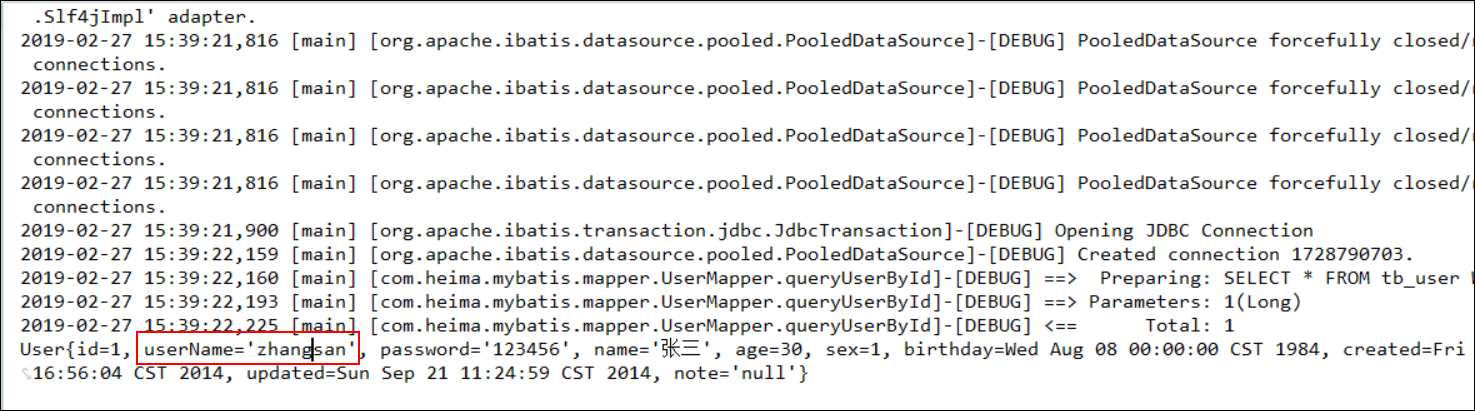 .Slf4jImpl' adapter.
2019-02-27 15:39:21,816 [main] [org.apache.ibatis.datasource.pooled.PooledDataSource]-[DEBUG] PooledDataSource forcefully closed/
connections.
2019-02-27 15:39:21,816 [main] [org.apache.ibatis.datasource.pooled.PooledDataSource]-[DEBUG] PooledDataSource forcefully closed/
connections.
2019-02-27 15:39:21,816 [main] [org.apache.ibatis.datasource.pooled.PooledDataSource]-[DEBUG] PooledDataSource forcefully closed/
connections.
2019-02-27 15:39:21,816 [main] [org.apache.ibatis.datasource.pooled.PooledDataSource]-[DEBUG] PooledDataSource forcefully closed/
connections.
2019-02-27 15:39:21,900 [main] [org.apache.ibatis.transaction.jdbc.JdbcTransaction]-[DEBUG] Opening JDBC Connection
2019-02-27 15:39:22,159 [main] [org.apache.ibatis.datasource.pooled.PooledDataSource]-[DEBUG] Created connection 1728790703.
2019-02-27 15:39:22,160 [main] [com.heima.mybatis.mapper.UserMapper.queryUserById]-[DEBUG] ==>  Preparing: SELECT * FROM tb_user
2019-02-27 15:39:22,193 [main] [com.heima.mybatis.mapper.UserMapper.queryUserById]-[DEBUG] ==> Parameters: 1(Long)
2019-02-27 15:39:22,225 [main] [com.heima.mybatis.mapper.UserMapper.queryUserById]-[DEBUG] <==      Total: 1
User{id=1, userName='zhangsan', password='123456', name='张三', age=30, sex=1, birthday=Wed Aug 08 00:00:00 CST 1984, created=Fri
16:56:04 CST 2014, updated=Sun Sep 21 11:24:59 CST 2014, note='null'}